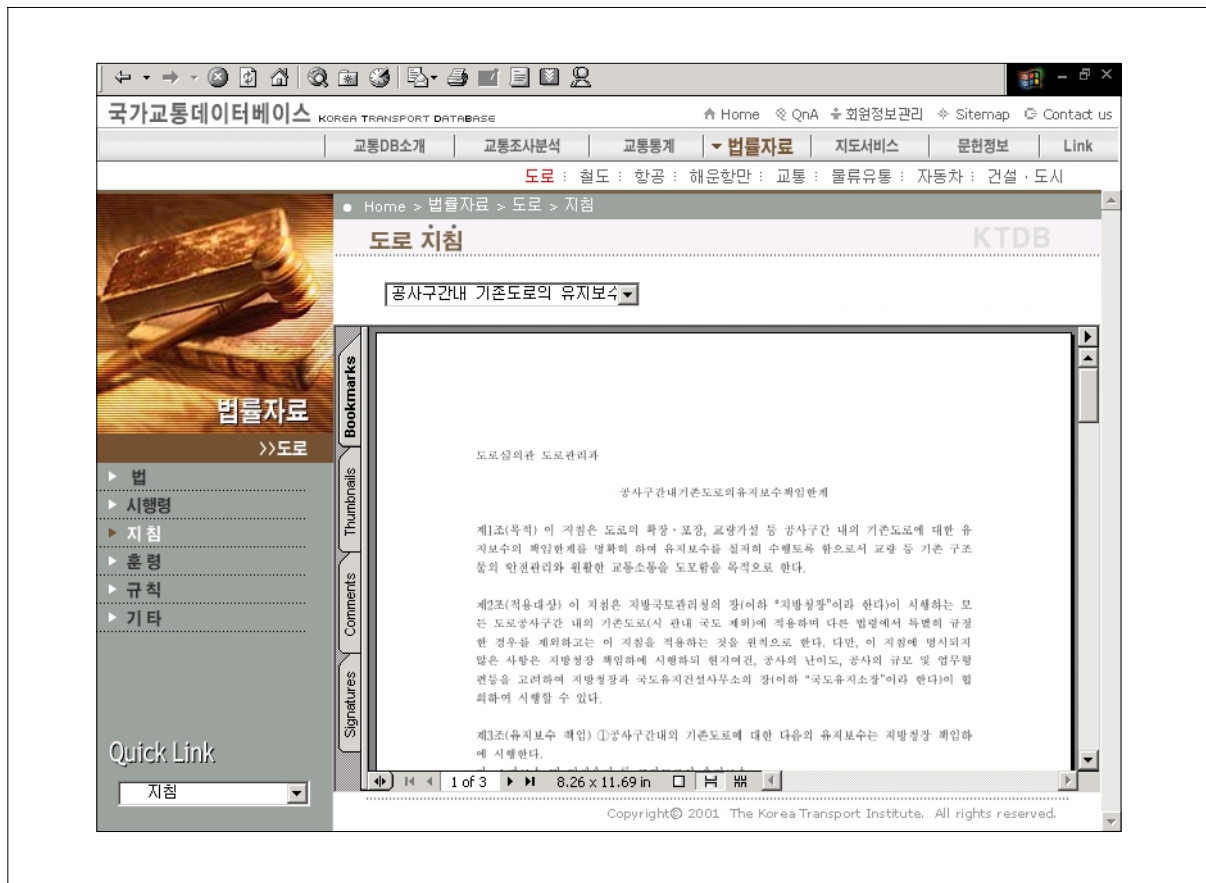 국가교통데이터베이스 KOREA TRANSPORT DATABASE
Home QnA 회원정보관리 Sitemap Contact us
교통DB소개 교통조사분석 교통통계 법률자료 지도서비스 문헌정보 Link
도로 : 철도 : 항공 : 해운항만 : 교통 : 물류유통 : 자동차 : 건설 · 도시
Home > 법률자료 > 도로 > 지침
도로 지침
KTDB
공사구간내 기존도로의 유지보수
법률자료
>>도로
법
시행령
지 침
훈 령
규 칙
기 타
Quick Link
지침
Bookmarks
Thumbnails
Comments
Signatures
도로심의관 도로관리과
공사구간내기존도로의유지보수책임한계
제1조(목적) 이 지침은 도로의 확장 · 포장, 교량가설 등 공사구간 내의 기존도로에 대한 유
지보수의 책임한계를 명확히 하여 유지보수를 철저히 수행토록 함으로서 교량 등 기존 구조
물의 안전관리와 원활한 교통소통을 도모함을 목적으로 한다.
제2조(적용대상) 이 지침은 지방국토관리청의 장(이하 “지방청장”이라 한다)이 시행하는 모
든 도로공사구간 내의 기존도로(시 관내 국도 제외)에 적용하며 다른 법령에서 특별히 규정
한 경우를 제외하고는 이 지침을 적용하는 것을 원칙으로 한다. 다만, 이 지침에 명시되지
않은 사항은 지방청장 책임하에 시행하되 현지여건, 공사의 난이도, 공사의 규모 및 업무형
편등을 고려하여 지방청장과 국도유지건설사무소의 장(이하 “국도유지소장”이라 한다)이 협
의하여 시행할 수 있다.
제3조(유지보수 책임) ①공사구간내의 기존도로에 대한 다음의 유지보수는 지방청장 책임하
에 시행한다.
1 of 3 8.26 x 11.69 in
Copyright© 2001 The Korea Transport Institute. All rights reserved.